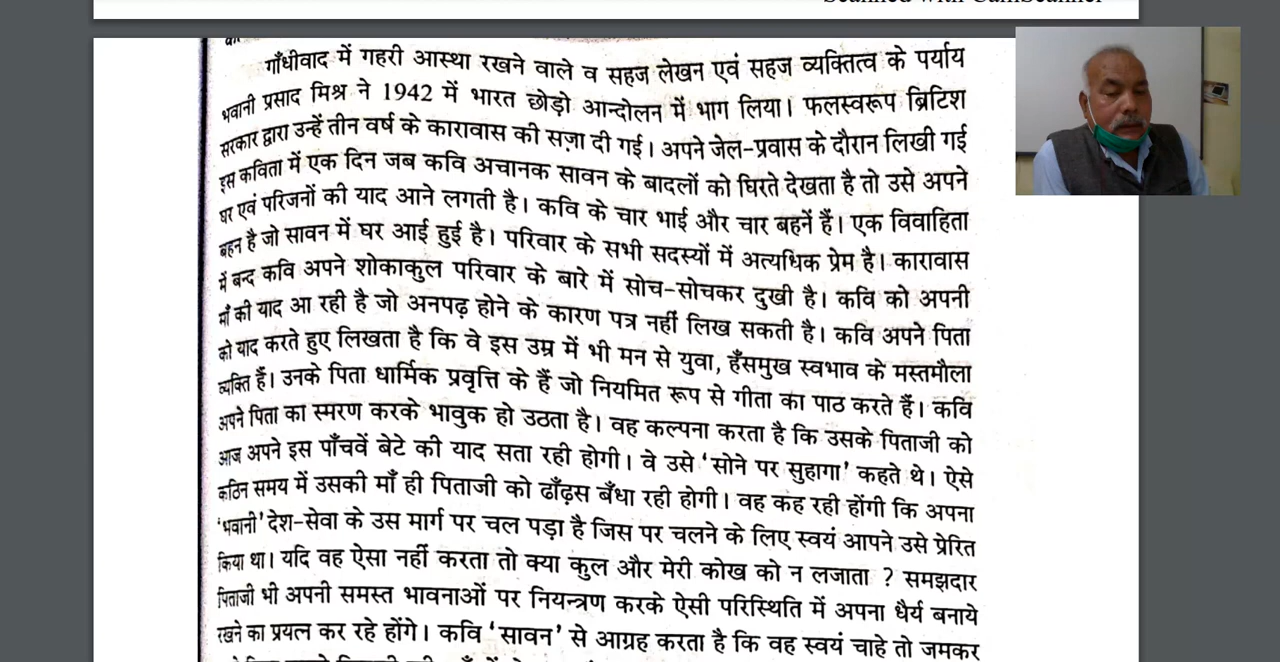 Scanned with CamScanner
गाँधीवाद में गहरी आस्था रखने वाले व सहज लेखन एवं सहज व्यक्तित्व के पर्याय
भवानी प्रसाद मिश्र ने 1942 में भारत छोड़ो आन्दोलन में भाग लिया। फलस्वरूप ब्रिटिश
सरकार द्वारा उन्हें तीन वर्ष के कारावास की सज़ा दी गई। अपने जेल-प्रवास के दौरान लिखी गई
इस कविता में एक दिन जब कवि अचानक सावन के बादलों को घिरते देखता है तो उसे अपने
घर एवं परिजनों की याद आने लगती है। कवि के चार भाई और चार बहनें हैं। एक विवाहिता
बहन है जो सावन में घर आई हुई है। परिवार के सभी सदस्यों में अत्यधिक प्रेम है। कारावास
में बन्द कवि अपने शोकाकुल परिवार के बारे में सोच-सोचकर दुखी है। कवि को अपनी
माँ की याद आ रही है जो अनपढ़ होने के कारण पत्र नहीं लिख सकती है। कवि अपने पिता
को याद करते हुए लिखता है कि वे इस उम्र में भी मन से युवा, हँसमुख स्वभाव के मस्तमौला
व्यक्ति हैं। उनके पिता धार्मिक प्रवृत्ति के हैं जो नियमित रूप से गीता का पाठ करते हैं। कवि
अपने पिता का स्मरण करके भावुक हो उठता है। वह कल्पना करता है कि उसके पिताजी को
आज अपने इस पाँचवें बेटे की याद सता रही होगी। वे उसे 'सोने पर सुहागा' कहते थे। ऐसे
कठिन समय में उसकी माँ ही पिताजी को ढाँढ़स बँधा रही होगी। वह कह रही होंगी कि अपना
'भवानी' देश-सेवा के उस मार्ग पर चल पड़ा है जिस पर चलने के लिए स्वयं आपने उसे प्रेरित
किया था। यदि वह ऐसा नहीं करता तो क्या कुल और मेरी कोख को न लजाता ? समझदार
पिताजी भी अपनी समस्त भावनाओं पर नियन्त्रण करके ऐसी परिस्थिति में अपना धैर्य बनाये
रखने का प्रयत्न कर रहे होंगे। कवि 'सावन' से आग्रह करता है कि वह स्वयं चाहे तो जमकर